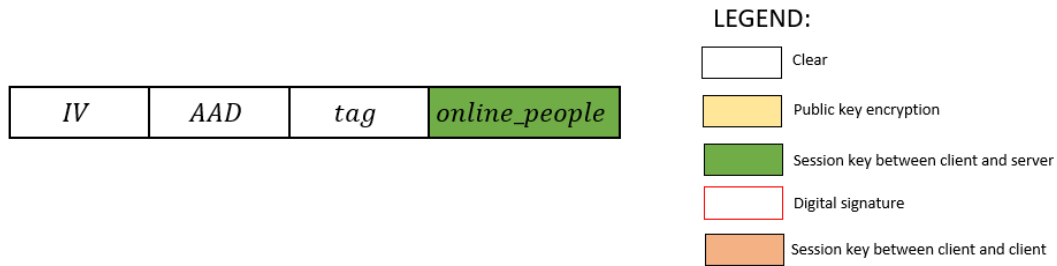 LEGEND:
Clear
IV AAD tag online_people
Public key encryption
Session key between client and server
Digital signature
Session key between client and client